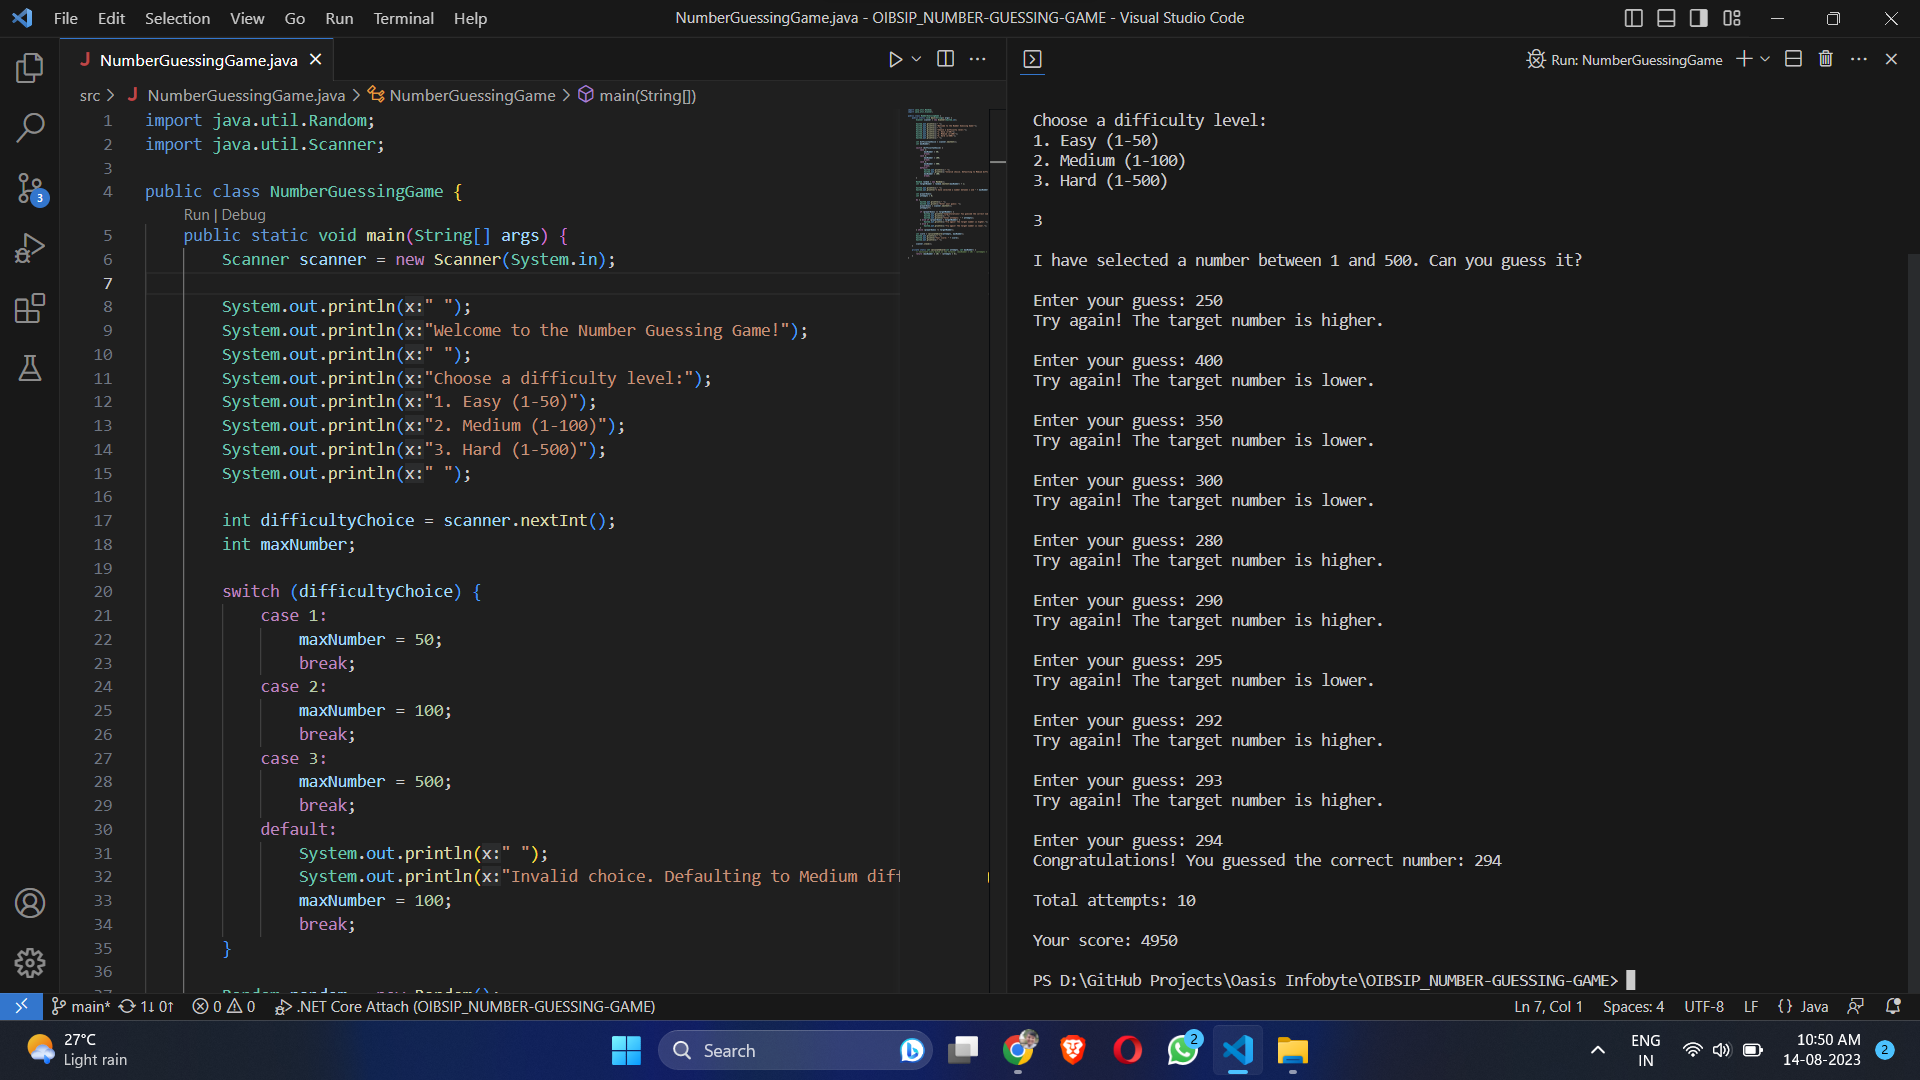 File Edit Selection View Go Run Terminal Help
NumberGuessingGame.java - OIBSIP_NUMBER-GUESSING-GAME - Visual Studio Code
J NumberGuessingGame.java
src > J NumberGuessingGame.java > NumberGuessingGame > main(String[])
1 import java.util.Random;
2 import java.util.Scanner;
3
4 public class NumberGuessingGame {
Run | Debug
5 public static void main(String[] args) {
6 Scanner scanner = new Scanner(System.in);
7
8 System.out.println(x:" ");
9 System.out.println(x:"Welcome to the Number Guessing Game!");
10 System.out.println(x:" ");
11 System.out.println(x:"Choose a difficulty level:");
12 System.out.println(x:"1. Easy (1-50)");
13 System.out.println(x:"2. Medium (1-100)");
14 System.out.println(x:"3. Hard (1-500)");
15 System.out.println(x:" ");
16
17 int difficultyChoice = scanner.nextInt();
18 int maxNumber;
19
20 switch (difficultyChoice) {
21 case 1:
22 maxNumber = 50;
23 break;
24 case 2:
25 maxNumber = 100;
26 break;
27 case 3:
28 maxNumber = 500;
29 break;
30 default:
31 System.out.println(x:" ");
32 System.out.println(x:"Invalid choice. Defaulting to Medium diff
33 maxNumber = 100;
34 break;
35 }
36
37 Random random = new Random();
Run: NumberGuessingGame
Choose a difficulty level:
1. Easy (1-50)
2. Medium (1-100)
3. Hard (1-500)
3
I have selected a number between 1 and 500. Can you guess it?
Enter your guess: 250
Try again! The target number is higher.
Enter your guess: 400
Try again! The target number is lower.
Enter your guess: 350
Try again! The target number is lower.
Enter your guess: 300
Try again! The target number is lower.
Enter your guess: 280
Try again! The target number is higher.
Enter your guess: 290
Try again! The target number is higher.
Enter your guess: 295
Try again! The target number is lower.
Enter your guess: 292
Try again! The target number is higher.
Enter your guess: 293
Try again! The target number is higher.
Enter your guess: 294
Congratulations! You guessed the correct number: 294
Total attempts: 10
Your score: 4950
PS D:\GitHub Projects\Oasis Infobyte\OIBSIP_NUMBER-GUESSING-GAME>
3
main* 1↓ 0↑ 0 0 .NET Core Attach (OIBSIP_NUMBER-GUESSING-GAME)
Ln 7, Col 1 Spaces: 4 UTF-8 LF {} Java
27°C
Light rain
Search
2
ENG
IN
10:50 AM
14-08-2023
2